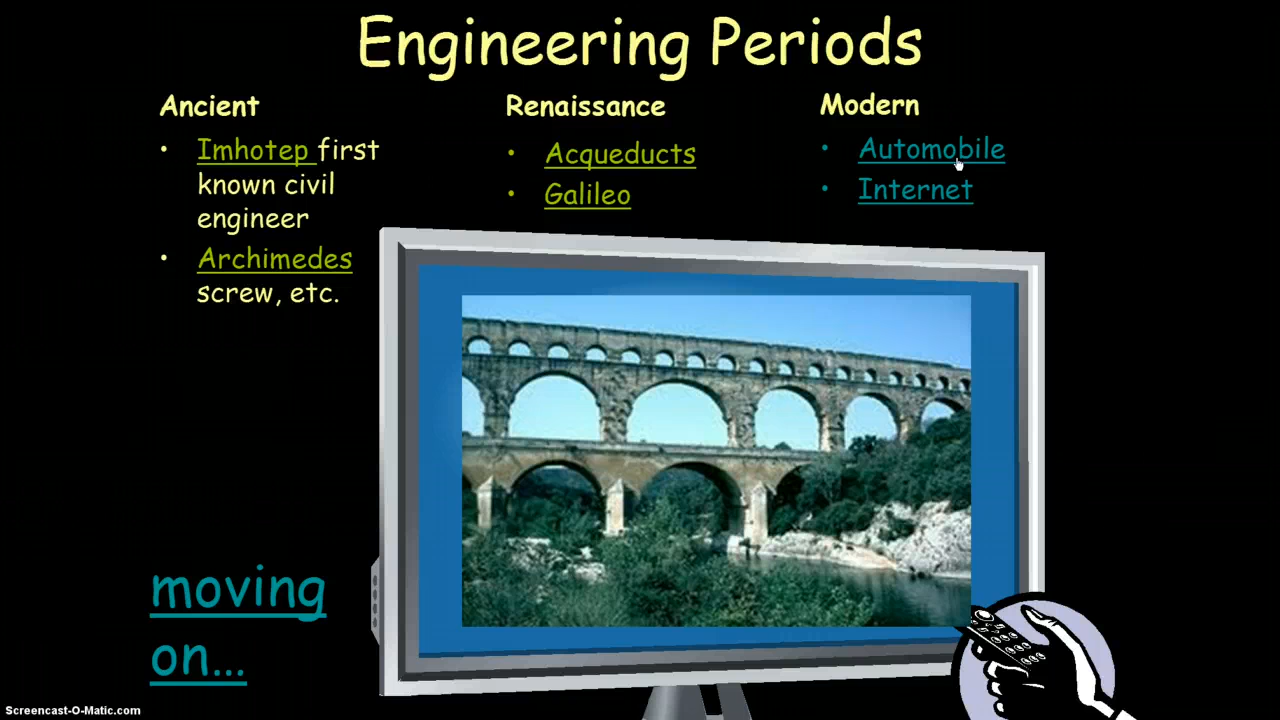 Engineering Periods
Ancient
• Imhotep first
known civil
engineer
• Archimedes
screw, etc.
Renaissance
• Acqueducts
• Galileo
Modern
• Automobile
• Internet
moving
on...
Screencast-O-Matic.com